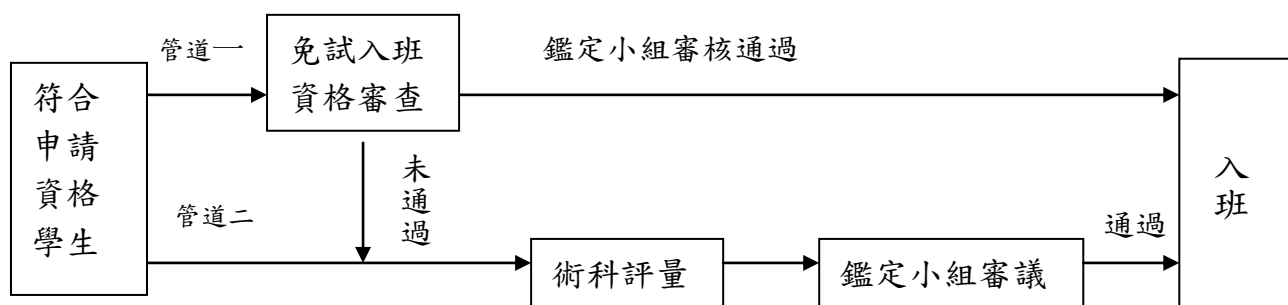 符合
申請
資格
學生
管道一
免試入班
資格審查
鑑定小組審核通過
未通過
管道二
術科評量
鑑定小組審議
通過
入班